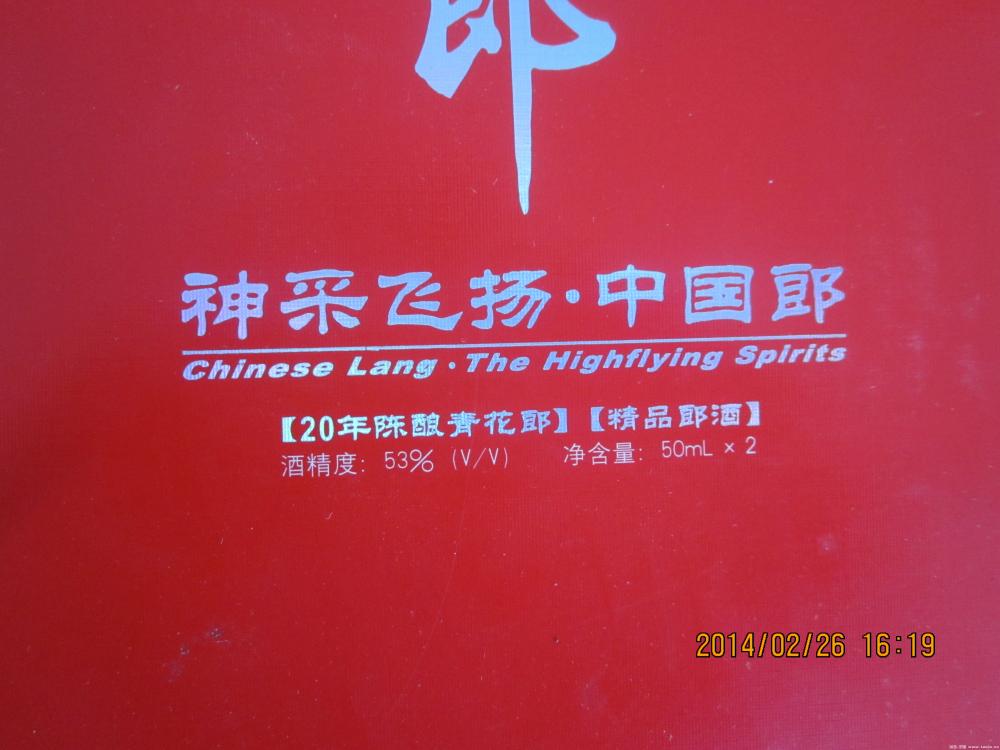 郎
神采飞扬·中国郎
Chinese Lang·The Highflying Spirits
【20年陈酿青花郎】【精品郎酒】
酒精度: 53% (V/V) 净含量: 50mL × 2
2014/02/26 16:19